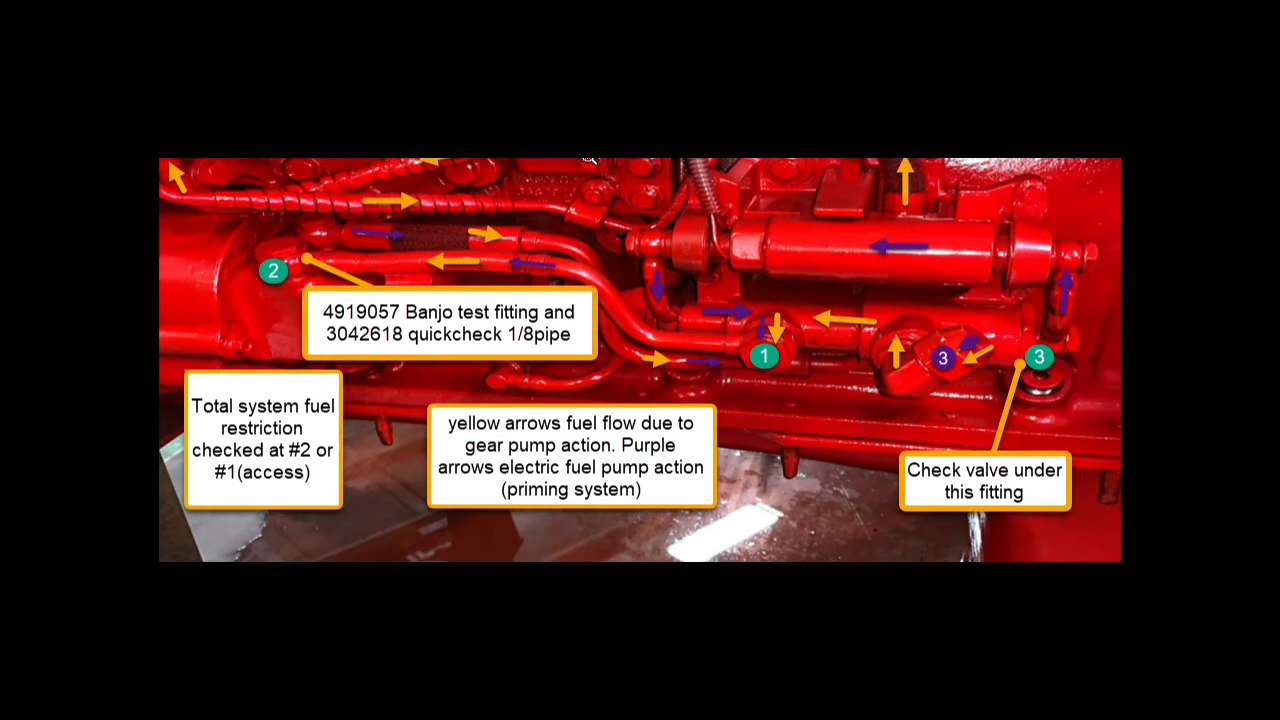 2
4919057 Banjo test fitting and
3042618 quickcheck 1/8pipe
1
3
3
Total system fuel
restriction
checked at #2 or
#1(access)
yellow arrows fuel flow due to
gear pump action. Purple
arrows electric fuel pump action
(priming system)
Check valve under
this fitting